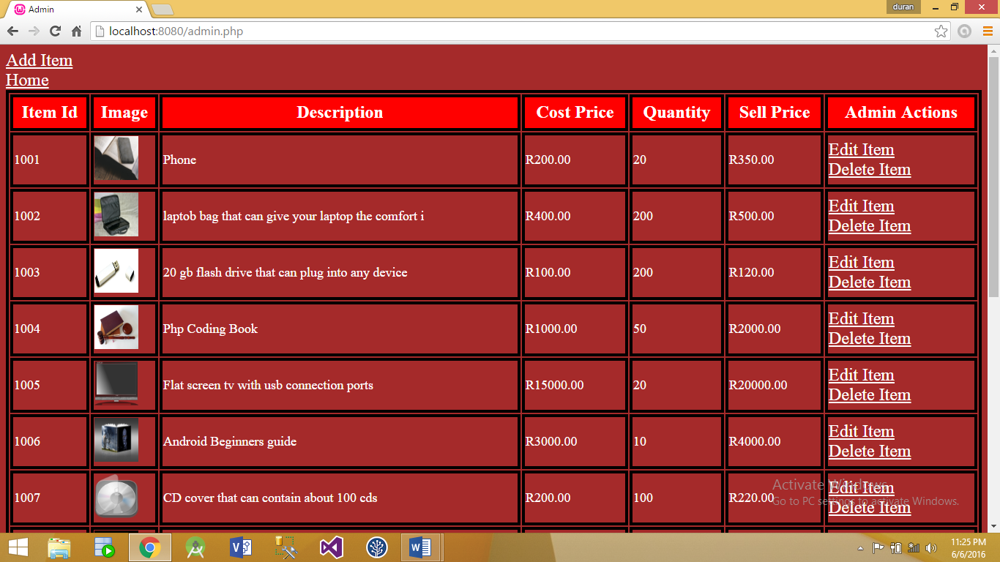 Admin
duran
localhost:8080/admin.php
Add Item
Home
Item Id Image Description Cost Price Quantity Sell Price Admin Actions
1001 Phone R200.00 20 R350.00 Edit Item
Delete Item
1002 laptob bag that can give your laptop the comfort i R400.00 200 R500.00 Edit Item
Delete Item
1003 20 gb flash drive that can plug into any device R100.00 200 R120.00 Edit Item
Delete Item
1004 Php Coding Book R1000.00 50 R2000.00 Edit Item
Delete Item
1005 Flat screen tv with usb connection ports R15000.00 20 R20000.00 Edit Item
Delete Item
1006 Android Beginners guide R3000.00 10 R4000.00 Edit Item
Delete Item
1007 CD cover that can contain about 100 cds R200.00 100 R220.00 Edit Item
Delete Item
Activate Windows
Go to PC settings to activate Windows.
11:25 PM
6/6/2016